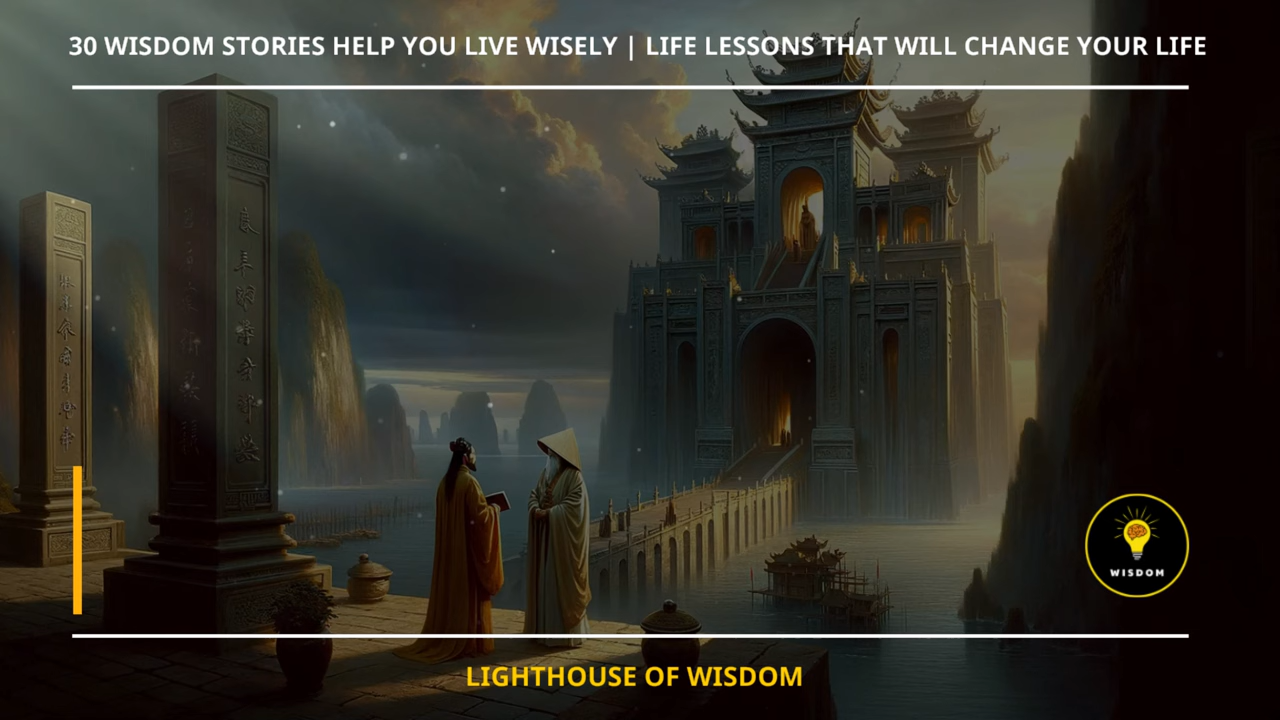 30 WISDOM STORIES HELP YOU LIVE WISELY | LIFE LESSONS THAT WILL CHANGE YOUR LIFE
WISDOM
LIGHTHOUSE OF WISDOM